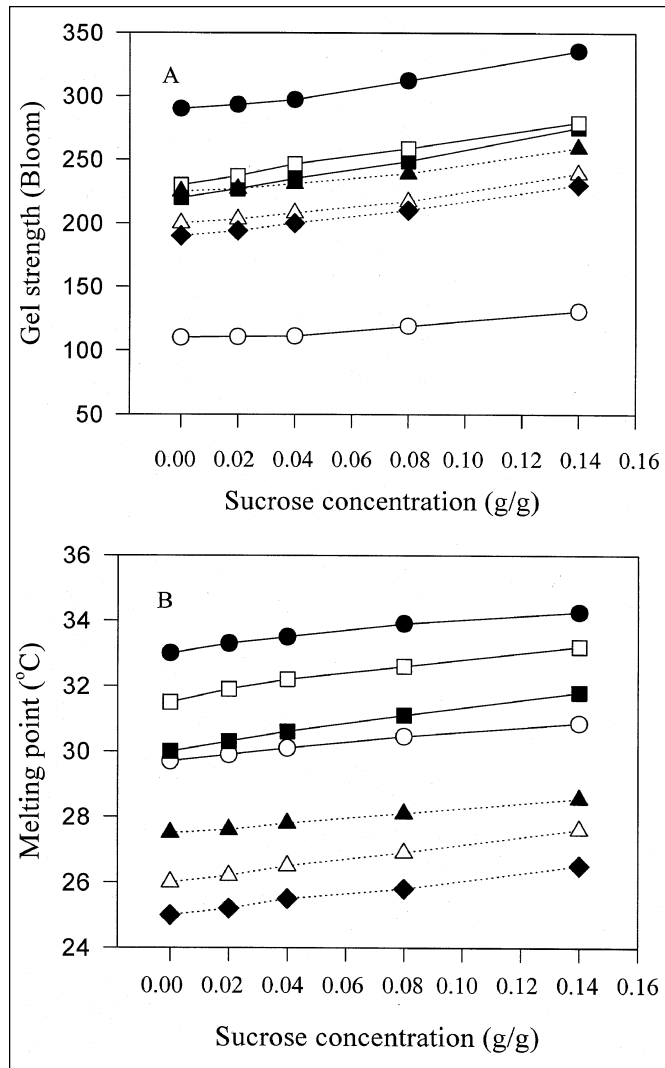 350
A
300
250
200
150
100
50
Gel strength (Bloom)
0.00 0.02 0.04 0.06 0.08 0.10 0.12 0.14 0.16
Sucrose concentration (g/g)
36
B
34
32
30
28
26
24
Melting point (°C)
0.00 0.02 0.04 0.06 0.08 0.10 0.12 0.14 0.16
Sucrose concentration (g/g)